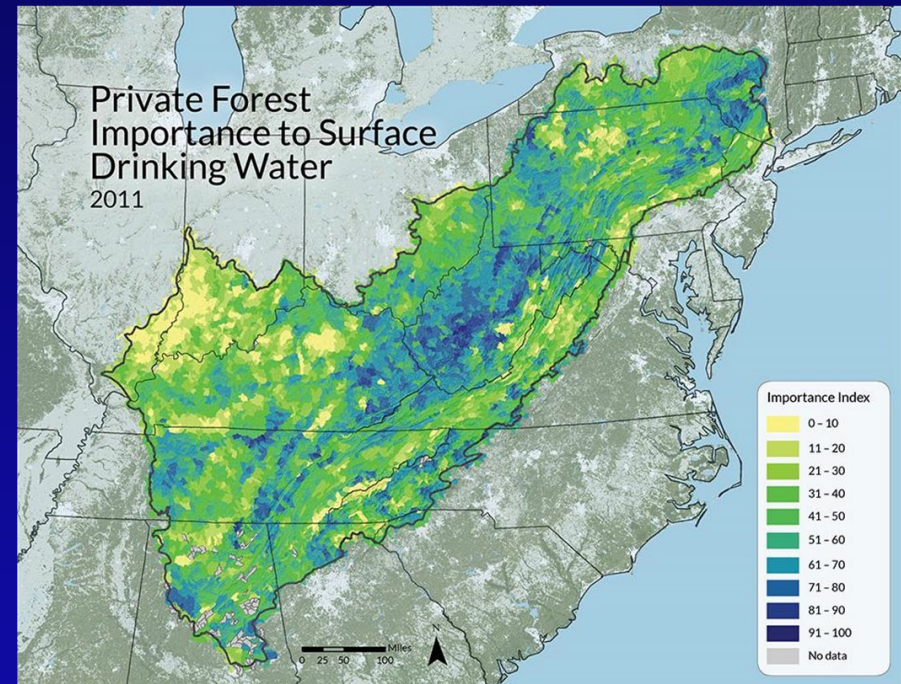 Private Forest
Importance to Surface
Drinking Water
2011
Importance Index
0 – 10
11 – 20
21 – 30
31 – 40
41 – 50
51 – 60
61 – 70
71 – 80
81 – 90
91 – 100
No data
N
Miles
0 25 50 100